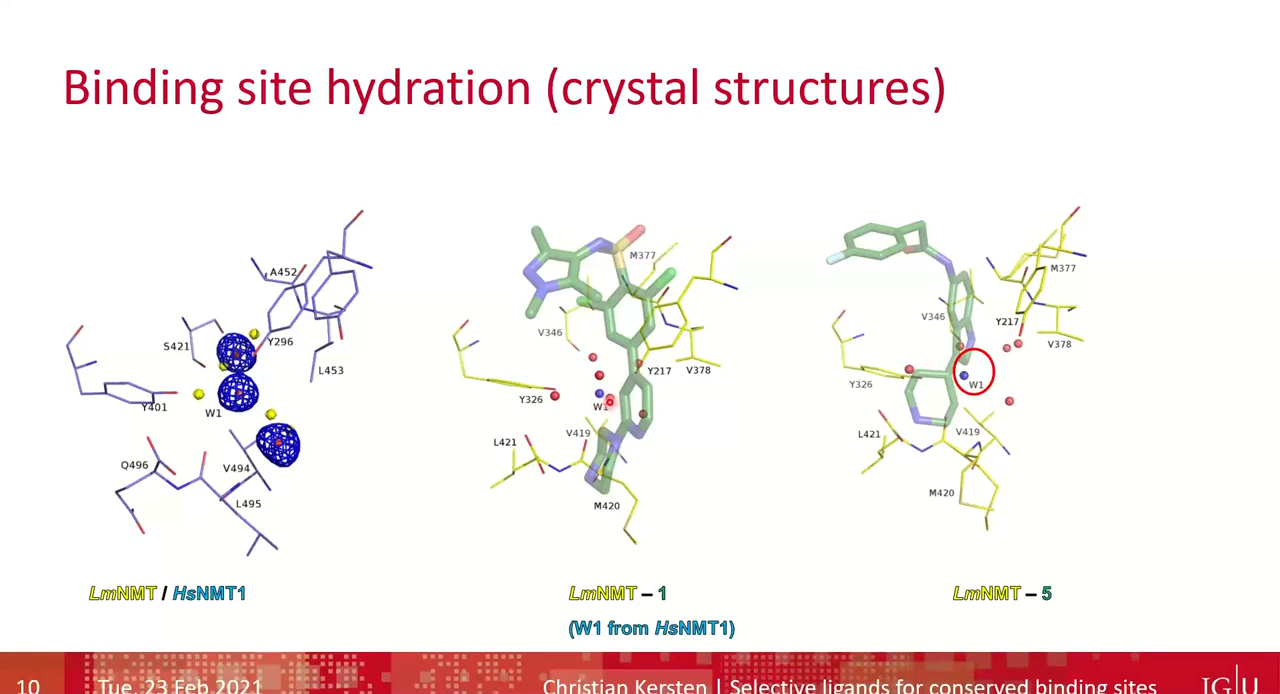 Binding site hydration (crystal structures)
A452
S421
Y296
L453
Y401
W1
Q496
V494
L495
M377
V346
V378
Y217
Y326
W1
V419
L421
M420
M377
V346
Y217
V378
Y326
W1
L421
V419
M420
LmNMT / HsNMT1
LmNMT – 1
(W1 from HsNMT1)
LmNMT – 5
10 Tue, 23 Feb 2021 Christian Kersten | Selective ligands for conserved binding sites